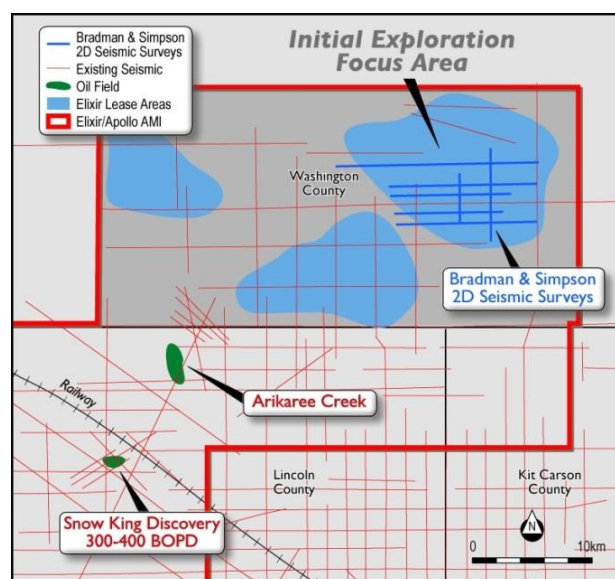 Bradman & Simpson
2D Seismic Surveys
Existing Seismic
Oil Field
Elixir Lease Areas
Elixir/Apollo AMI
Initial Exploration
Focus Area
Washington
County
Bradman & Simpson
2D Seismic Surveys
Arikaree Creek
Railway
Snow King Discovery
300-400 BOPD
Lincoln
County
Kit Carson
County
N
0
10km